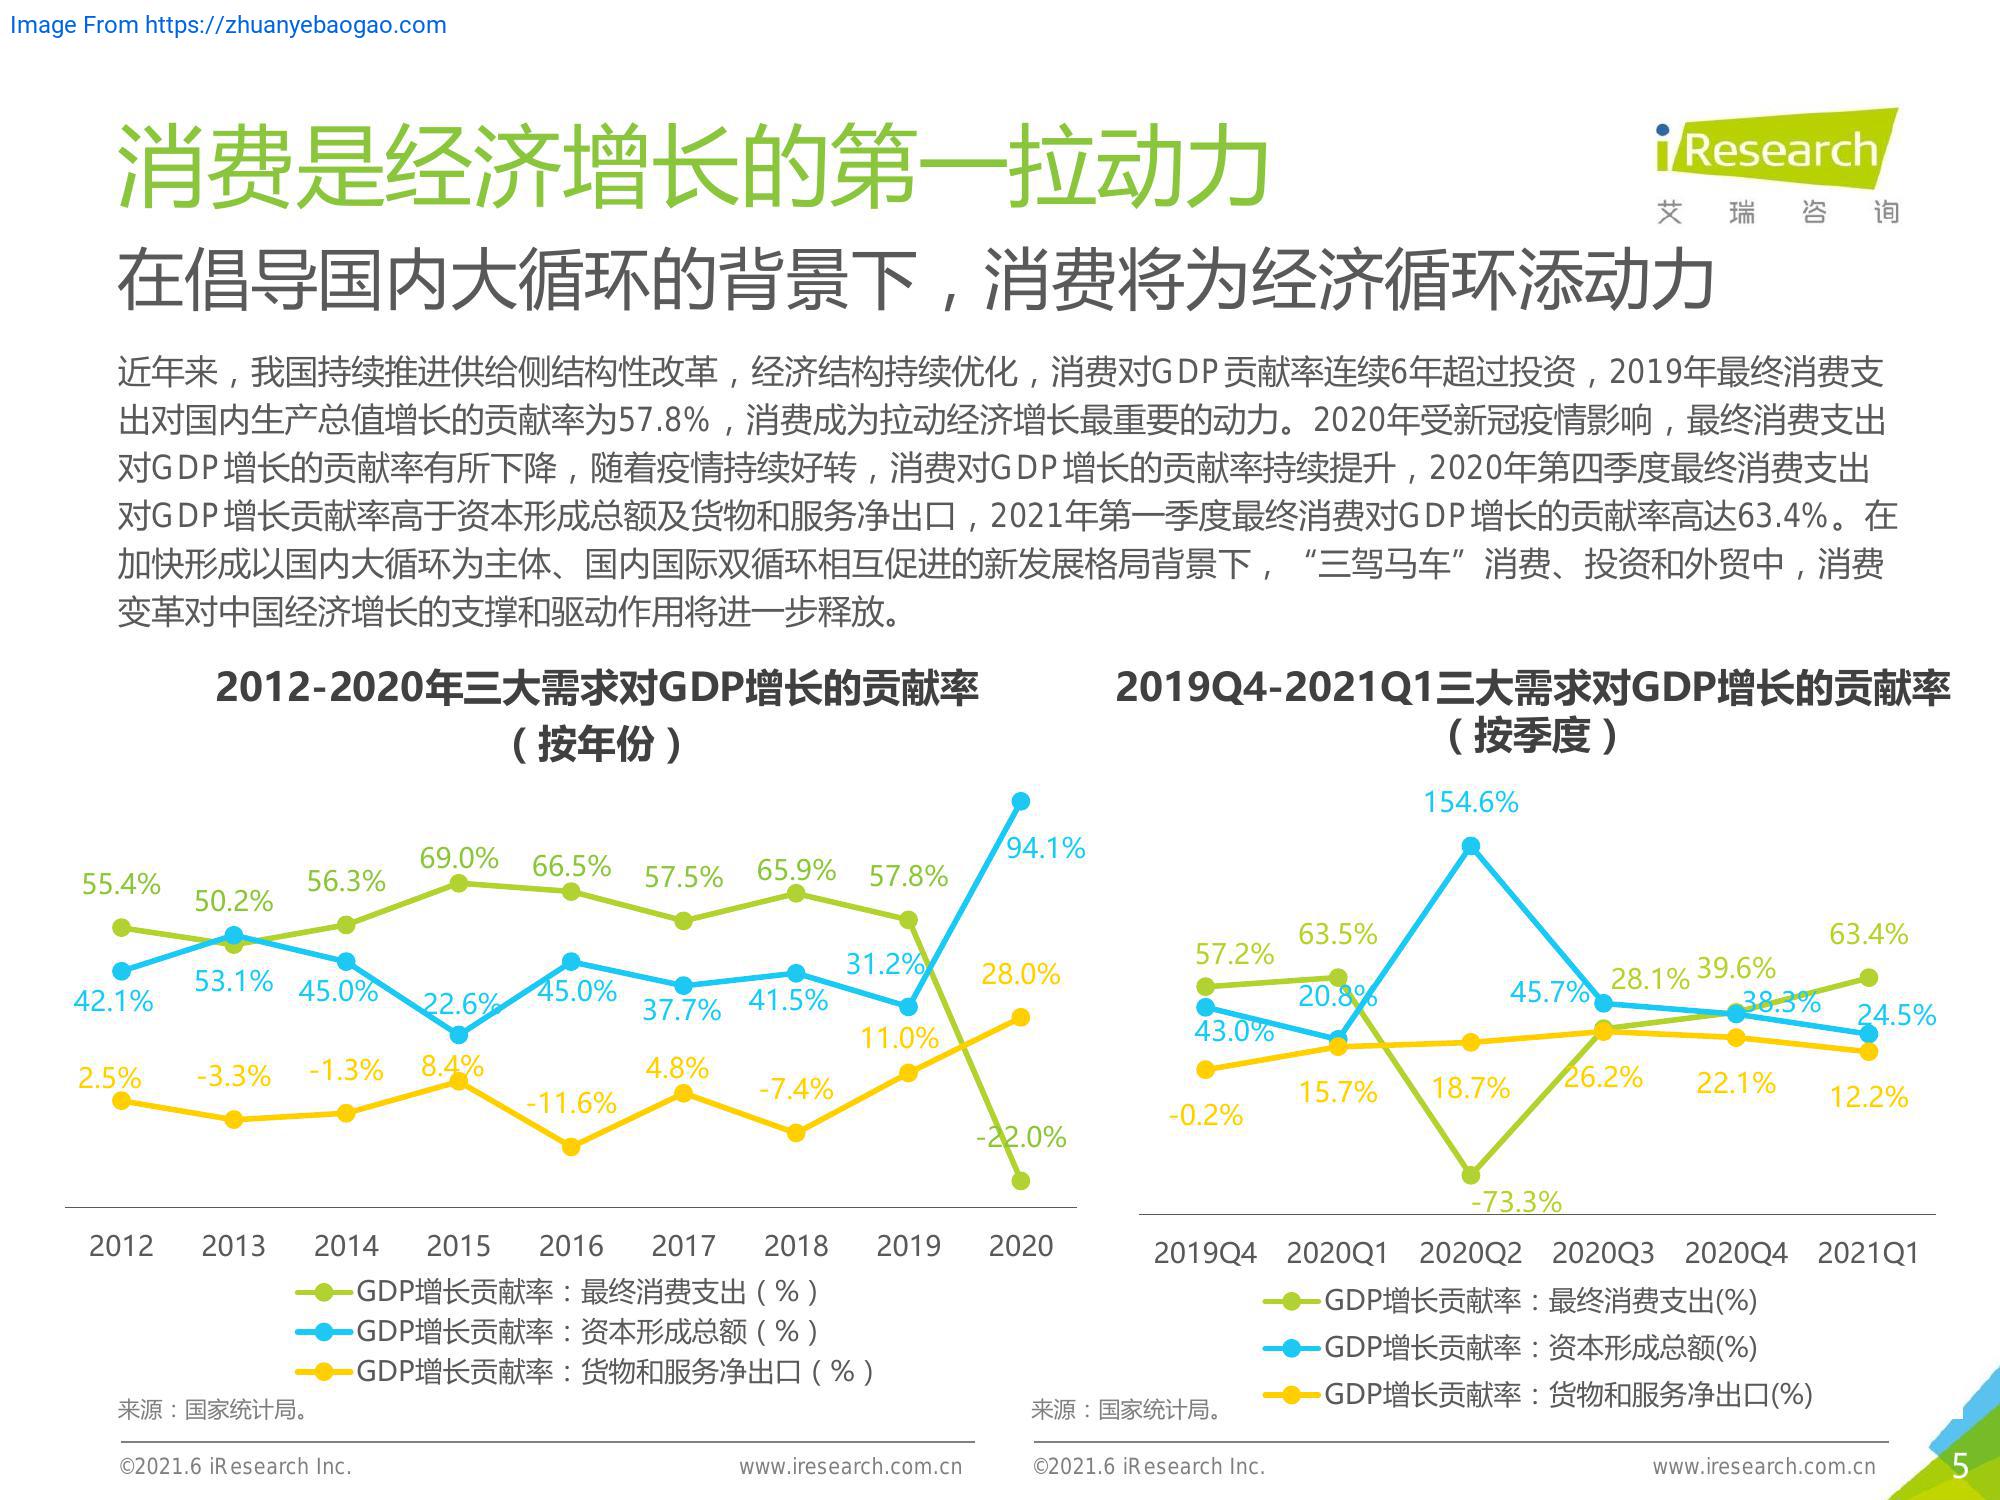 Image From https://zhuanyebaogao.com
消费是经济增长的第一拉动力
iResearch
艾瑞咨询
在倡导国内大循环的背景下，消费将为经济循环添动力
近年来，我国持续推进供给侧结构性改革，经济结构持续优化，消费对GDP贡献率连续6年超过投资，2019年最终消费支
出对国内生产总值增长的贡献率为57.8%，消费成为拉动经济增长最重要的动力。2020年受新冠疫情影响，最终消费支出
对GDP增长的贡献率有所下降，随着疫情持续好转，消费对GDP增长的贡献率持续提升，2020年第四季度最终消费支出
对GDP增长贡献率高于资本形成总额及货物和服务净出口，2021年第一季度最终消费对GDP增长的贡献率高达63.4%。在
加快形成以国内大循环为主体、国内国际双循环相互促进的新发展格局背景下，“三驾马车”消费、投资和外贸中，消费
变革对中国经济增长的支撑和驱动作用将进一步释放。
2012-2020年三大需求对GDP增长的贡献率
（按年份）
55.4% 50.2% 56.3% 69.0% 66.5% 57.5% 65.9% 57.8% -22.0%
42.1% 53.1% 45.0% 22.6% 45.0% 37.7% 41.5% 31.2% 94.1%
2.5% -3.3% -1.3% 8.4% -11.6% 4.8% -7.4% 11.0% 28.0%
2012 2013 2014 2015 2016 2017 2018 2019 2020
GDP增长贡献率：最终消费支出（%）
GDP增长贡献率：资本形成总额（%）
GDP增长贡献率：货物和服务净出口（%）
来源：国家统计局。
©2021.6 iResearch Inc. www.iresearch.com.cn
2019Q4-2021Q1三大需求对GDP增长的贡献率
（按季度）
57.2% 63.5% -73.3% 28.1% 39.6% 63.4%
43.0% 20.8% 154.6% 45.7% 38.3% 24.5%
-0.2% 15.7% 18.7% 26.2% 22.1% 12.2%
2019Q4 2020Q1 2020Q2 2020Q3 2020Q4 2021Q1
GDP增长贡献率：最终消费支出(%)
GDP增长贡献率：资本形成总额(%)
GDP增长贡献率：货物和服务净出口(%)
来源：国家统计局。
©2021.6 iResearch Inc. www.iresearch.com.cn
5